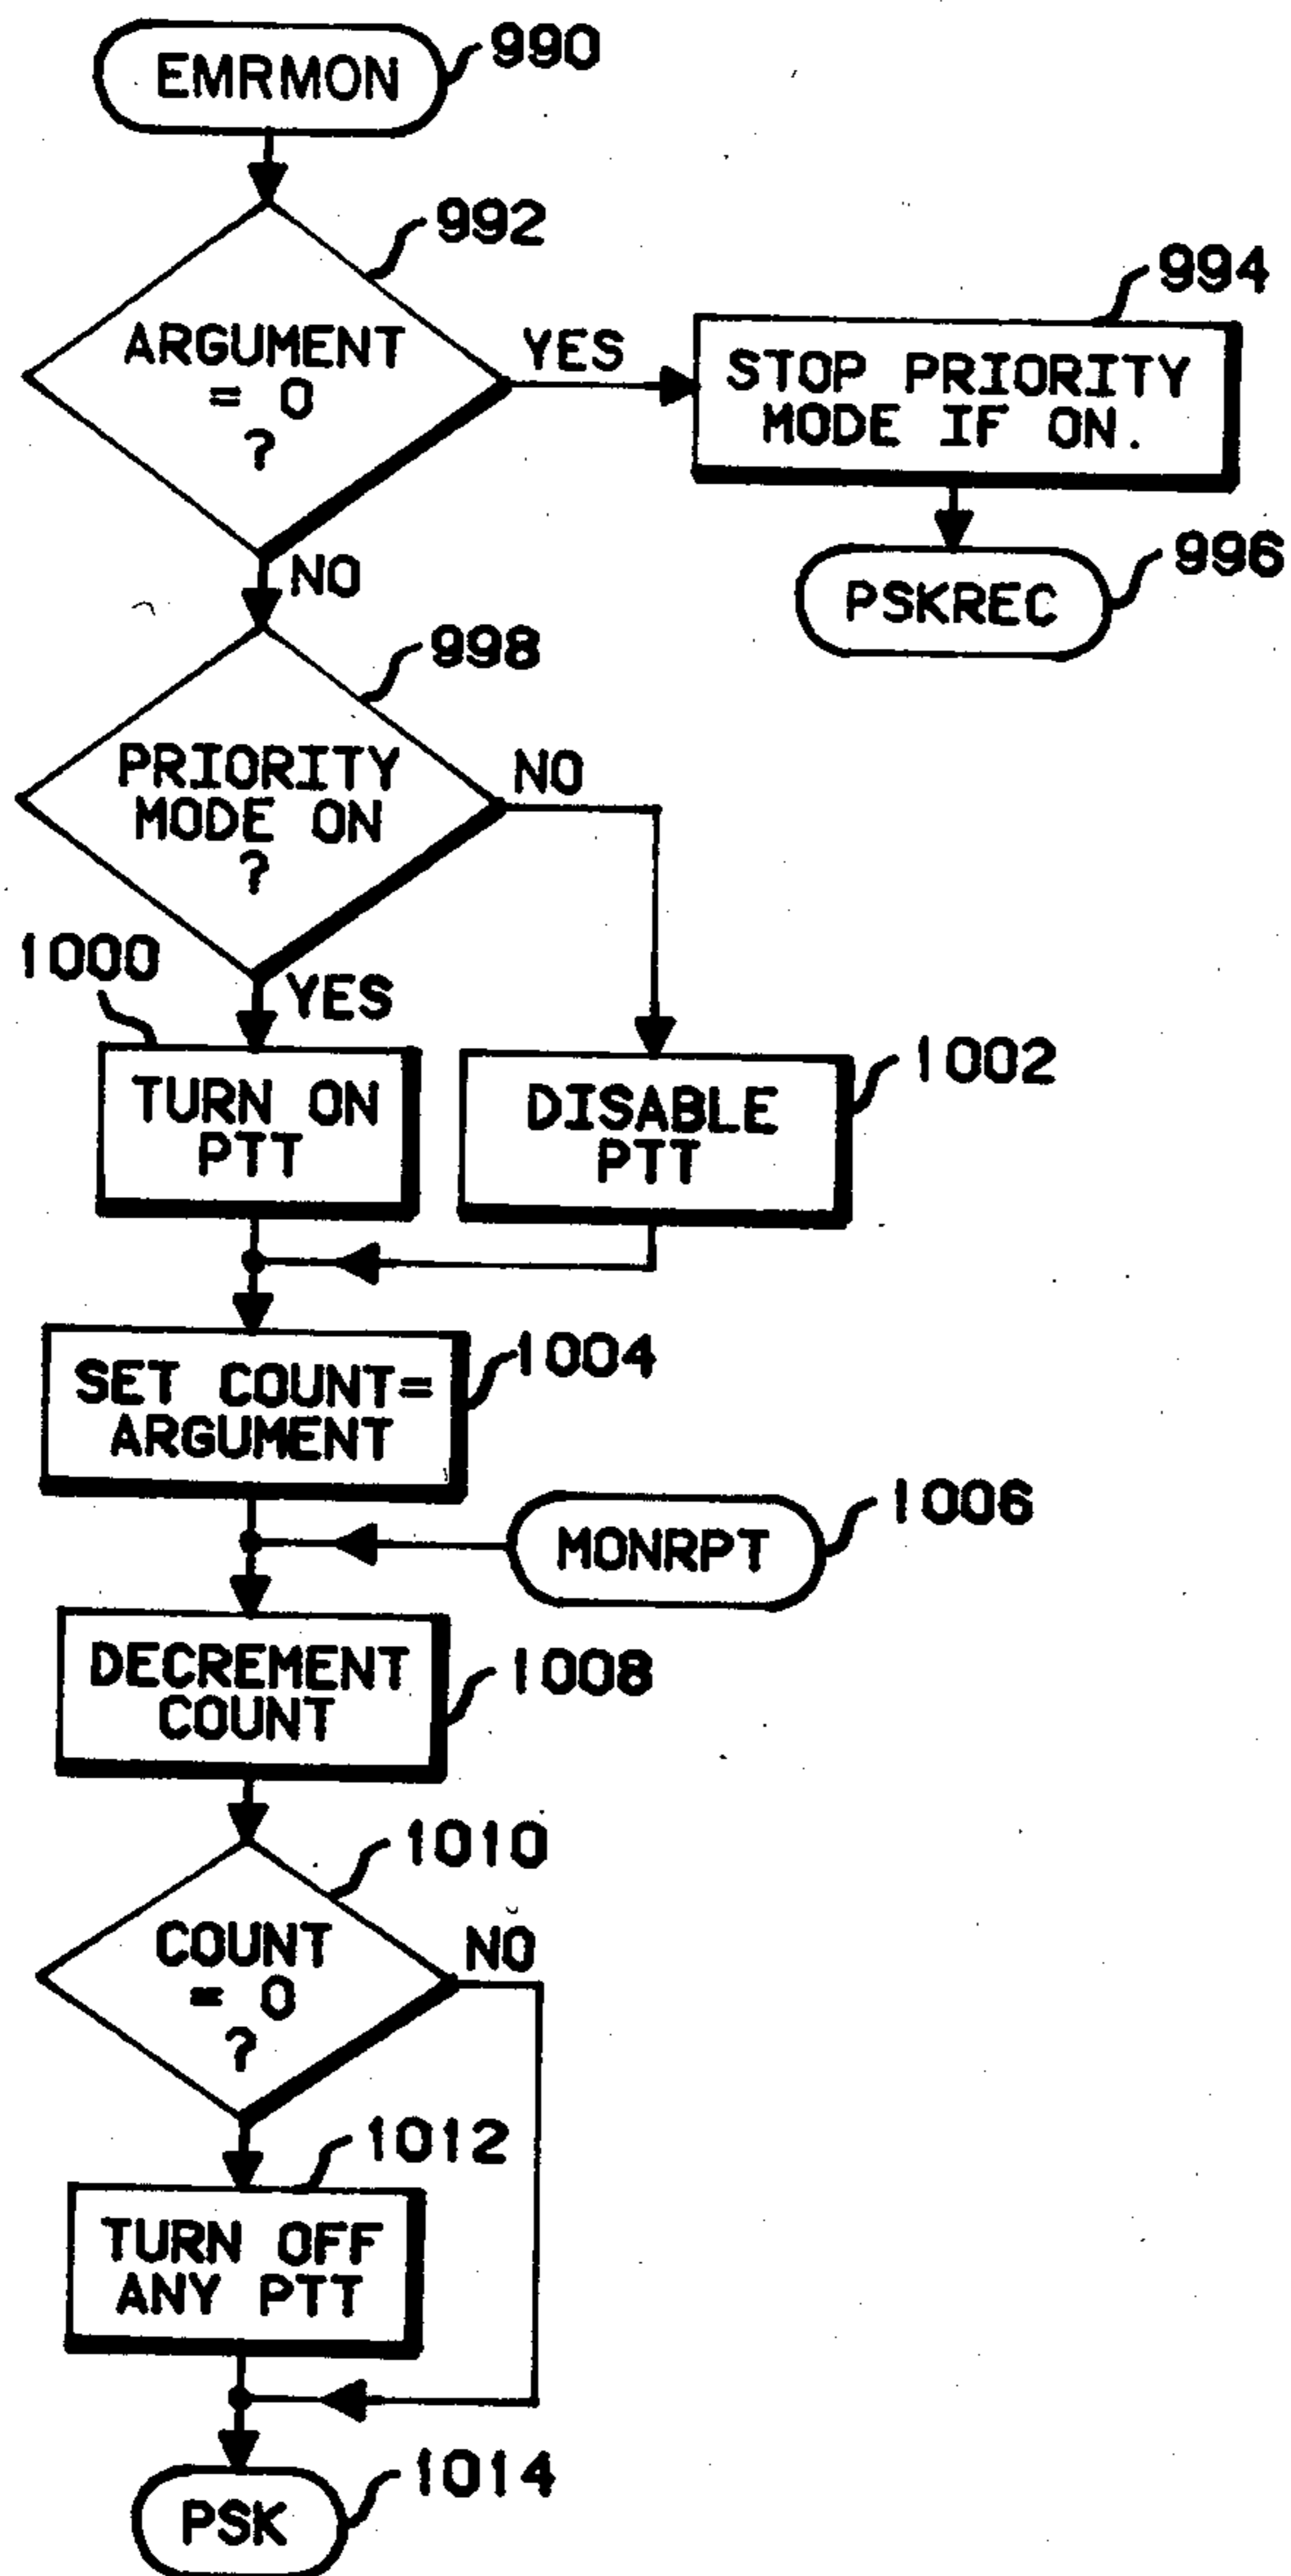 EMRMON
990
992
ARGUMENT
= 0
?
YES
994
STOP PRIORITY
MODE IF ON.
996
PSKREC
NO
998
PRIORITY
MODE ON
?
NO
1000
YES
TURN ON
PTT
1002
DISABLE
PTT
1004
SET COUNT=
ARGUMENT
1006
MONRPT
1008
DECREMENT
COUNT
1010
COUNT
= 0
?
NO
1012
TURN OFF
ANY PTT
1014
PSK